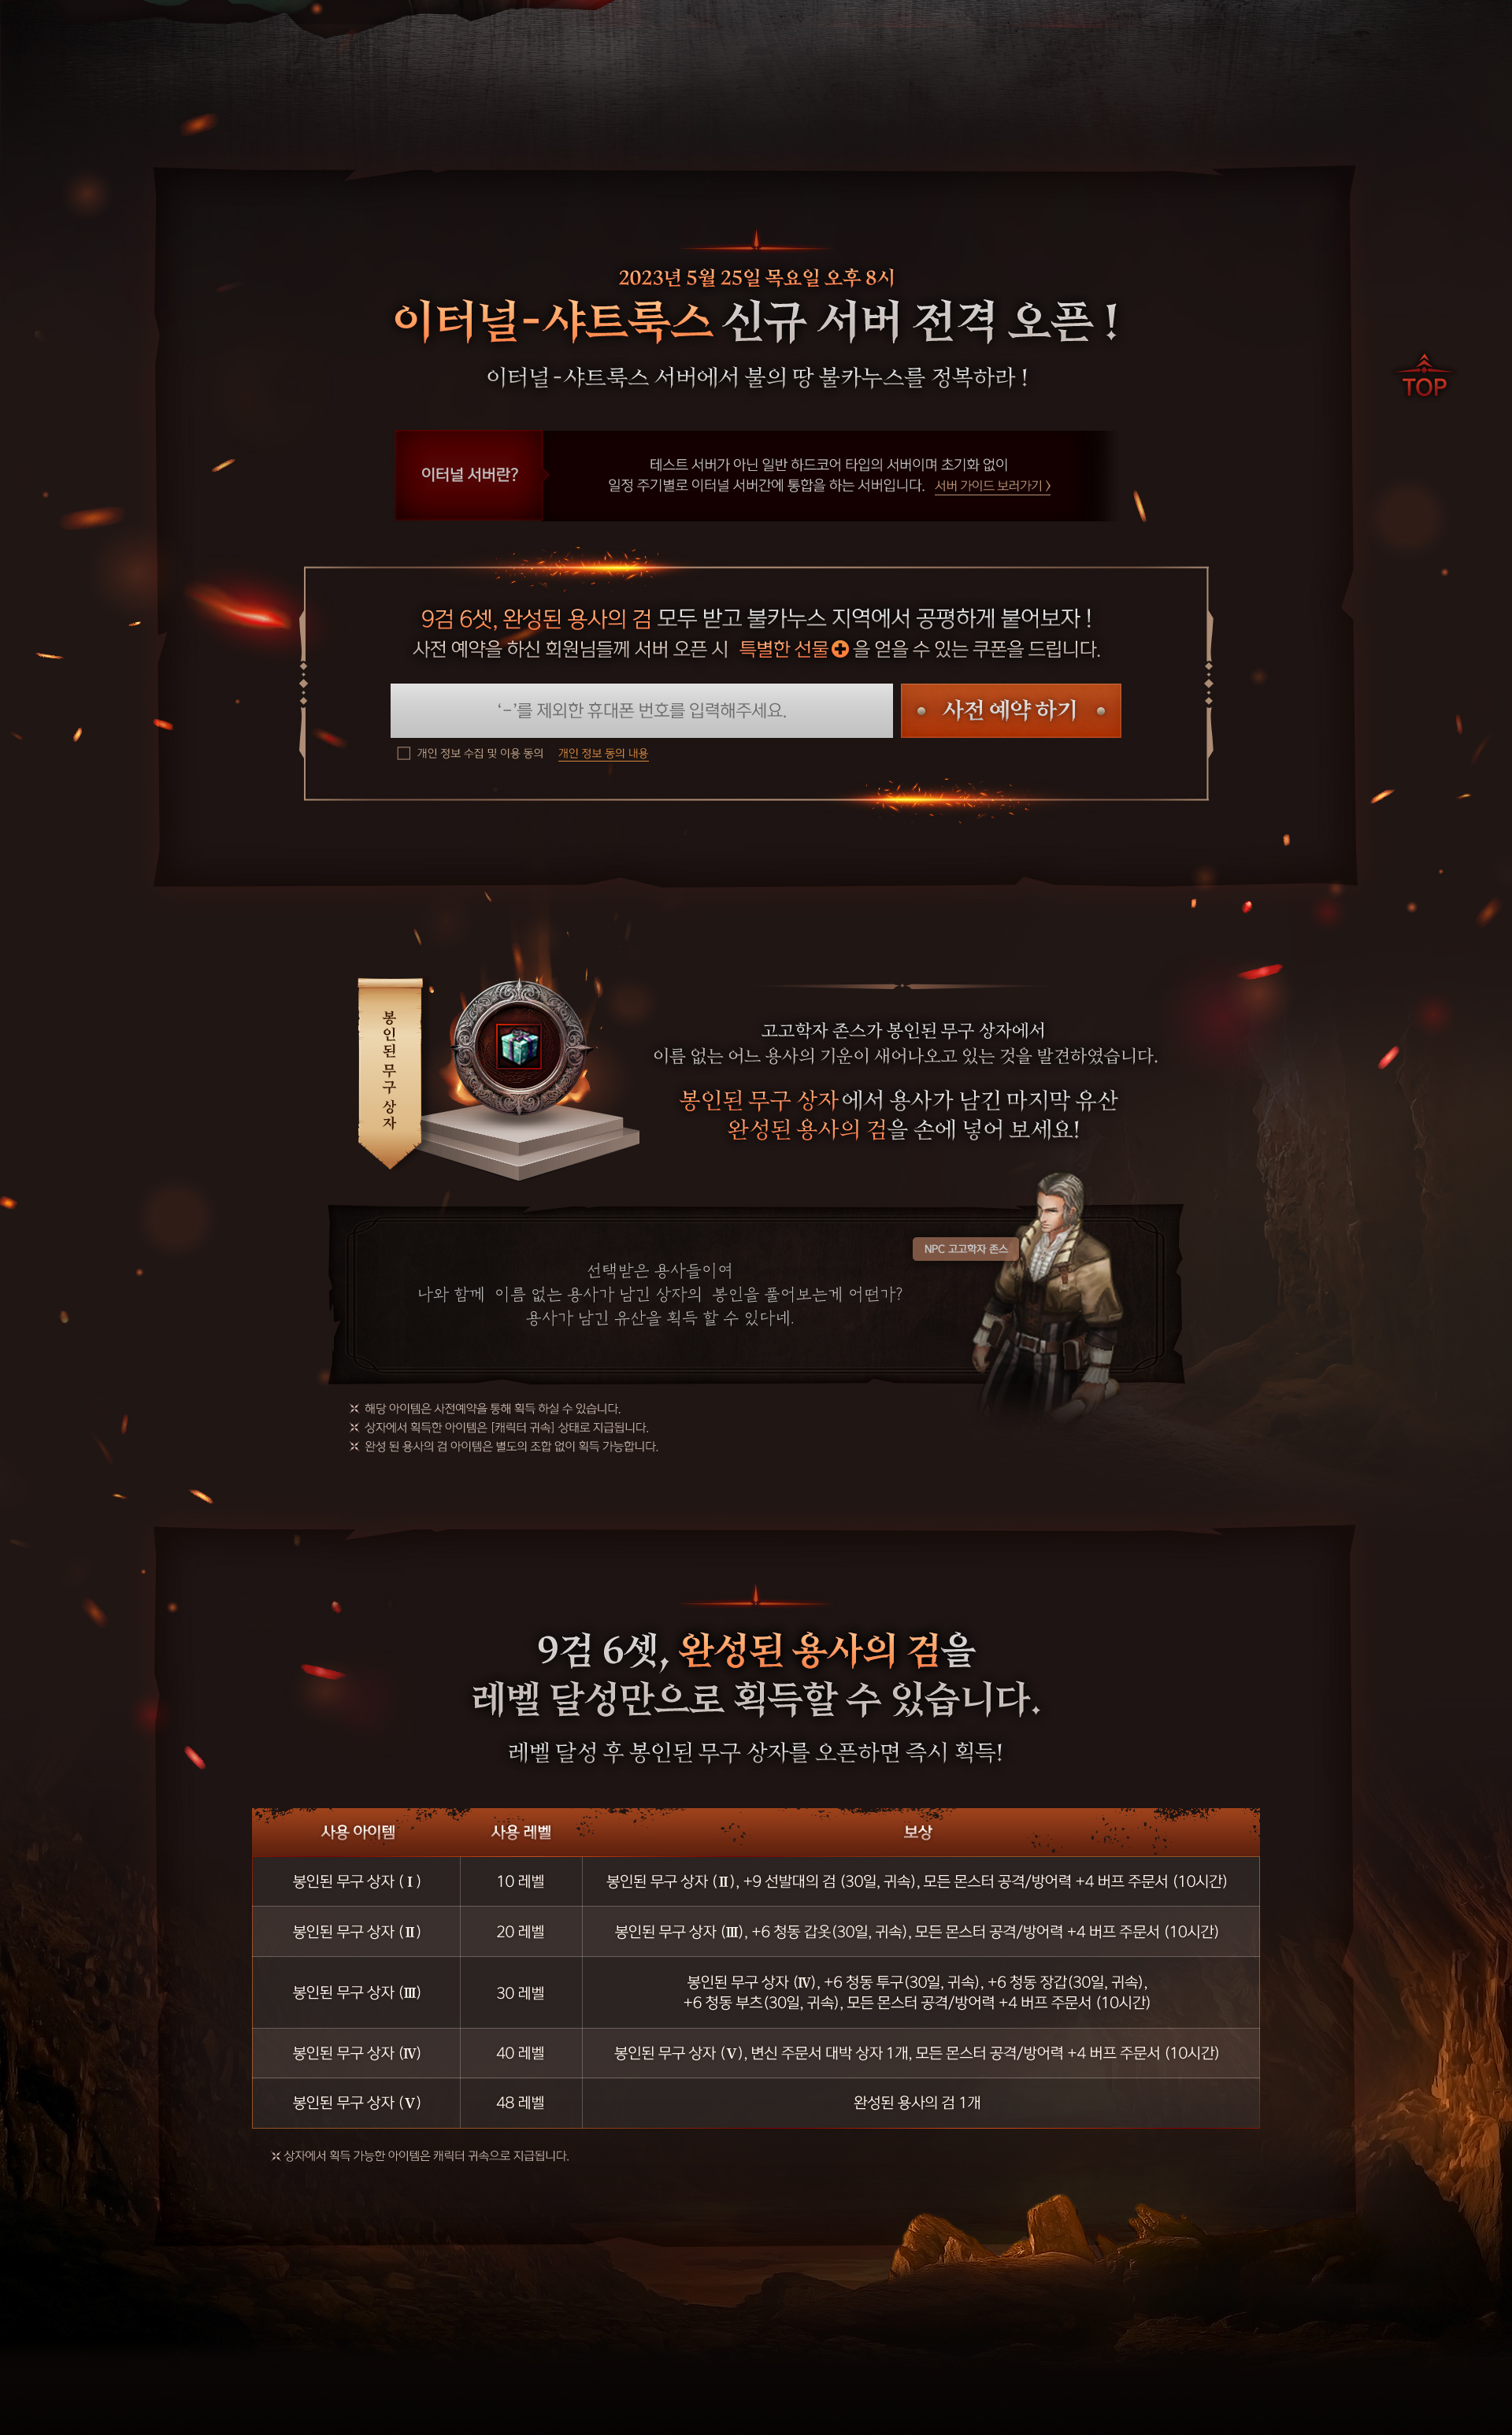 2023년 5월 25일 목요일 오후 8시
이터널-샤트룩스 신규 서버 전격 오픈 !
이터널-샤트룩스 서버에서 불의 땅 불카누스를 정복하라 !
TOP
이터널 서버란?
테스트 서버가 아닌 일반 하드코어 타입의 서버이며 초기화 없이
일정 주기별로 이터널 서버간에 통합을 하는 서버입니다. 서버 가이드 보러가기 >
9검 6셋, 완성된 용사의 검 모두 받고 불카누스 지역에서 공평하게 붙어보자 !
사전 예약을 하신 회원님들께 서버 오픈 시 특별한 선물 을 얻을 수 있는 쿠폰을 드립니다.
'-'를 제외한 휴대폰 번호를 입력해주세요.
사전 예약 하기
개인 정보 수집 및 이용 동의 개인 정보 동의 내용
봉인된 무구 상자
고고학자 존스가 봉인된 무구 상자에서
이름 없는 어느 용사의 기운이 새어나오고 있는 것을 발견하였습니다.
봉인된 무구 상자에서 용사가 남긴 마지막 유산
완성된 용사의 검을 손에 넣어 보세요!
NPC 고고학자 존스
선택받은 용사들이여
나와 함께 이름 없는 용사가 남긴 상자의 봉인을 풀어보는게 어떤가?
용사가 남긴 유산을 획득 할 수 있다네.
※ 해당 아이템은 사전예약을 통해 획득 하실 수 있습니다.
※ 상자에서 획득한 아이템은 [캐릭터 귀속] 상태로 지급됩니다.
※ 완성 된 용사의 검 아이템은 별도의 조합 없이 획득 가능합니다.
9검 6셋, 완성된 용사의 검을
레벨 달성만으로 획득할 수 있습니다.
레벨 달성 후 봉인된 무구 상자를 오픈하면 즉시 획득!
사용 아이템 사용 레벨 보상
봉인된 무구 상자 (Ⅰ) 10 레벨 봉인된 무구 상자 (Ⅱ), +9 선발대의 검 (30일, 귀속), 모든 몬스터 공격/방어력 +4 버프 주문서 (10시간)
봉인된 무구 상자 (Ⅱ) 20 레벨 봉인된 무구 상자 (Ⅲ), +6 청동 갑옷(30일, 귀속), 모든 몬스터 공격/방어력 +4 버프 주문서 (10시간)
봉인된 무구 상자 (Ⅲ) 30 레벨 봉인된 무구 상자 (Ⅳ), +6 청동 투구(30일, 귀속), +6 청동 장갑(30일, 귀속),
+6 청동 부츠(30일, 귀속), 모든 몬스터 공격/방어력 +4 버프 주문서 (10시간)
봉인된 무구 상자 (Ⅳ) 40 레벨 봉인된 무구 상자 (Ⅴ), 변신 주문서 대박 상자 1개, 모든 몬스터 공격/방어력 +4 버프 주문서 (10시간)
봉인된 무구 상자 (Ⅴ) 48 레벨 완성된 용사의 검 1개
※ 상자에서 획득 가능한 아이템은 캐릭터 귀속으로 지급됩니다.